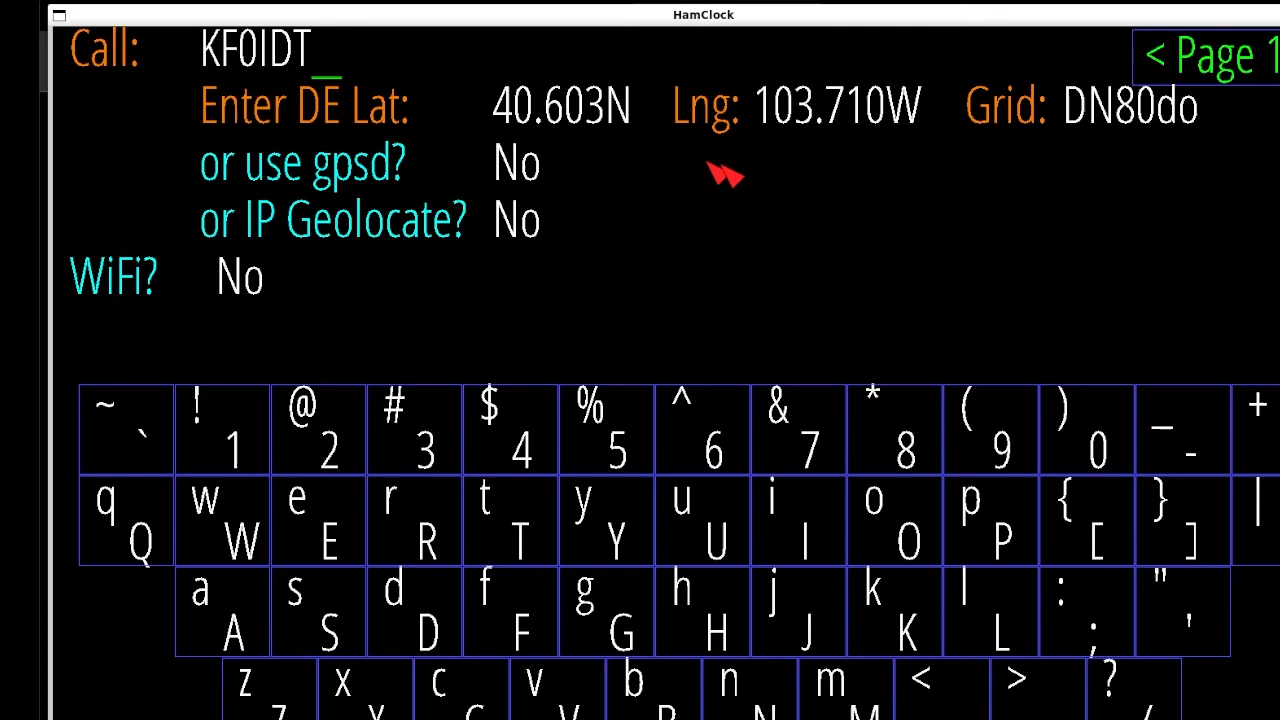 HamClock
Call: KF0IDT
< Page 1
Enter DE Lat: 40.603N Lng: 103.710W Grid: DN80do
or use gpsd? No
or IP Geolocate? No
WiFi? No
~ ! @ # $ % ^ & * ( ) _ +
` 1 2 3 4 5 6 7 8 9 0 -
q w e r t y u i o p { } |
Q W E R T Y U I O P [ ]
a s d f g h j k l : "
A S D F G H J K L ; '
z x c v b n m < > ?
Z X C V B N M /